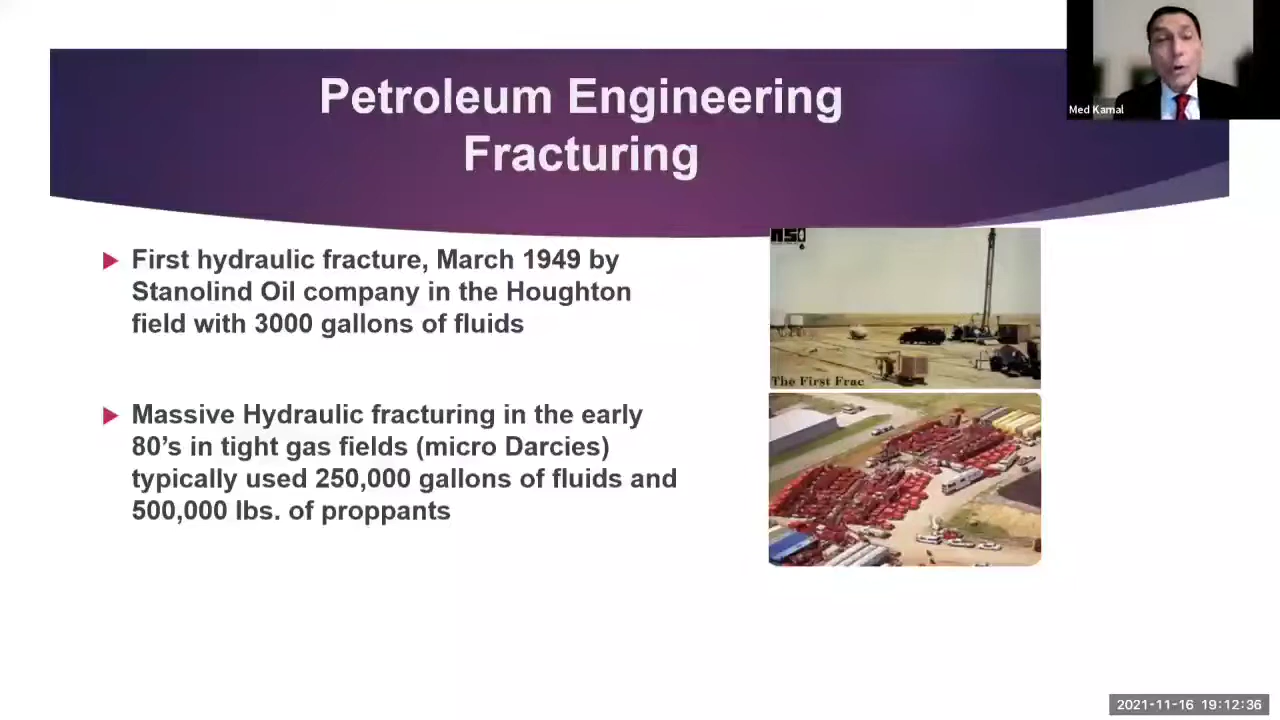 Petroleum Engineering
Fracturing
Med Kamal
First hydraulic fracture, March 1949 by
Stanolind Oil company in the Houghton
field with 3000 gallons of fluids
The First Frac
Massive Hydraulic fracturing in the early
80’s in tight gas fields (micro Darcies)
typically used 250,000 gallons of fluids and
500,000 lbs. of proppants
2021-11-16 19:12:36